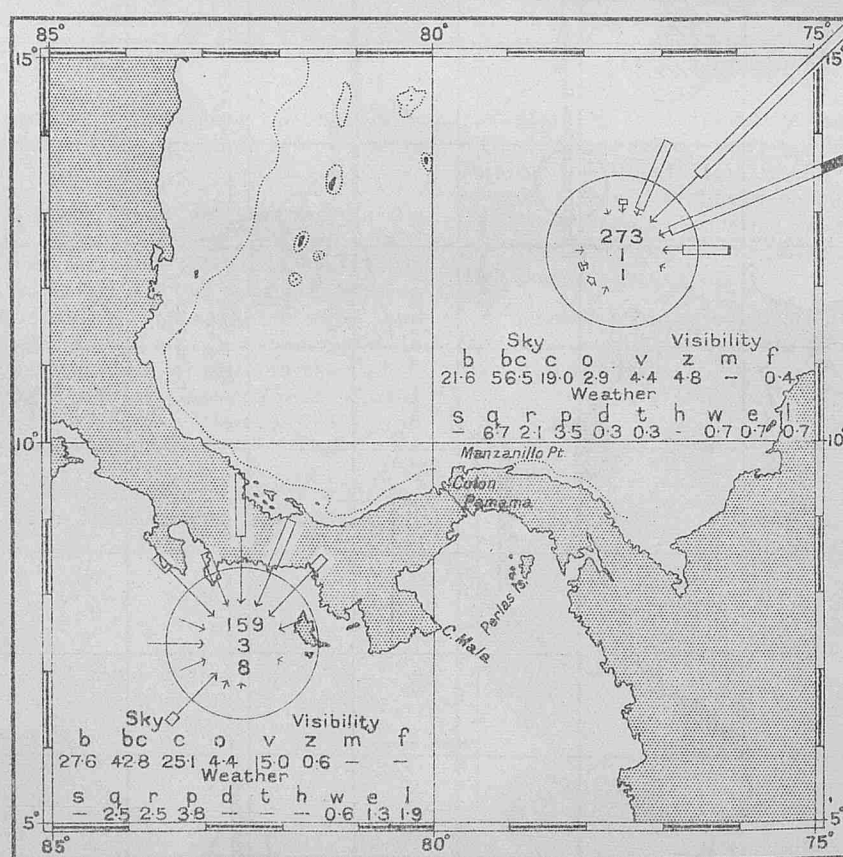 80° 75°
15° 15°
273
1
1
Sky Visibility
b bc c o v z m f
21·6 56·5 19·0 2·9 4·4 4·8 — 0·4
Weather
s q r p d t h w e l
— 6·7 2·1 3·5 0·3 0·3 - 0·7 0·7 0·7
10° 10°
Manzanillo Pt.
Colon
Panama
Perlas Is.
C. Mala
159
3
8
Sky Visibility
b bc c o v z m f
27·6 42·8 25·1 4·4 15·0 0·6 — —
Weather
s q r p d t h w e l
— 2·5 2·5 3·8 — — — 0·6 1·3 1·9
5° 5°
85° 80° 75°